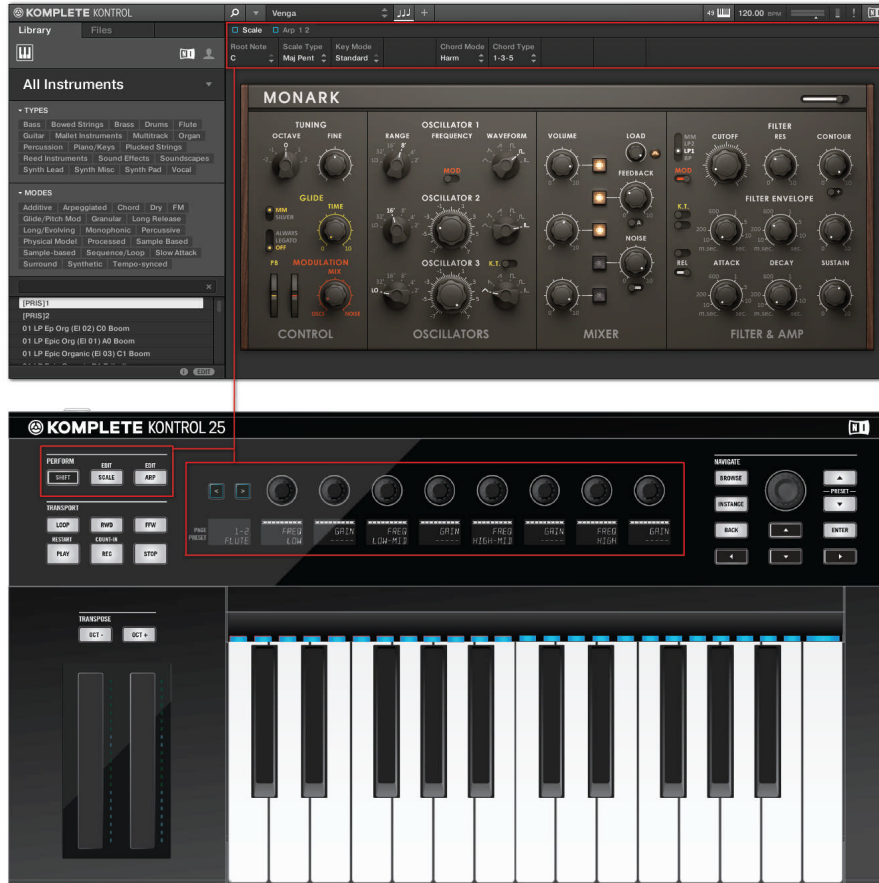 KOMPLETE KONTROL
Venga
49
120.00 BPM
Library Files
Scale Arp 1 2
Root Note Scale Type Key Mode Chord Mode Chord Type
C Maj Pent Standard Harm 1-3-5
All Instruments
TYPES
Bass Bowed Strings Brass Drums Flute
Guitar Mallet Instruments Multitrack Organ
Percussion Piano/Keys Plucked Strings
Reed Instruments Sound Effects Soundscapes
Synth Lead Synth Misc Synth Pad Vocal
MODES
Additive Arpeggiated Chord Dry FM
Glide/Pitch Mod Granular Long Release
Long/Evolving Monophonic Percussive
Physical Model Processed Sample Based
Sample-based Sequence/Loop Slow Attack
Surround Synthetic Tempo-synced
[PRIS]1
[PRIS]2
01 LP Ep Org (El 02) C0 Boom
01 LP Epic Org (El 01) A0 Boom
01 LP Epic Organic (El 03) C1 Boom
EDIT
MONARK
TUNING
OCTAVE FINE
GLIDE
MM
SILVER
TIME
ALWAYS
LEGATO
OFF
PB MODULATION
MIX
OSC3 NOISE
CONTROL
OSCILLATOR 1
RANGE FREQUENCY WAVEFORM
MOD
OSCILLATOR 2
OSCILLATOR 3 K.T.
OSCILLATORS
VOLUME LOAD
FEEDBACK
A
NOISE
MIXER
MM
LP2
LP1
BP
MOD
FILTER
CUTOFF RES CONTOUR
K.T.
FILTER ENVELOPE
REL
ATTACK DECAY SUSTAIN
FILTER & AMP
KOMPLETE KONTROL 25
PERFORM
EDIT EDIT
SHIFT SCALE ARP
TRANSPORT
LOOP RWD FFW
RESTART COUNT-IN
PLAY REC STOP
< >
PAGE 1-2 FREQ GAIN FREQ GAIN FREQ GAIN FREQ GAIN
PRESET FLUTE LOW ----- LOW-MID ----- HIGH-MID ----- HIGH -----
NAVIGATE
BROWSE
PRESET
INSTANCE
BACK ENTER
TRANSPOSE
OCT - OCT +